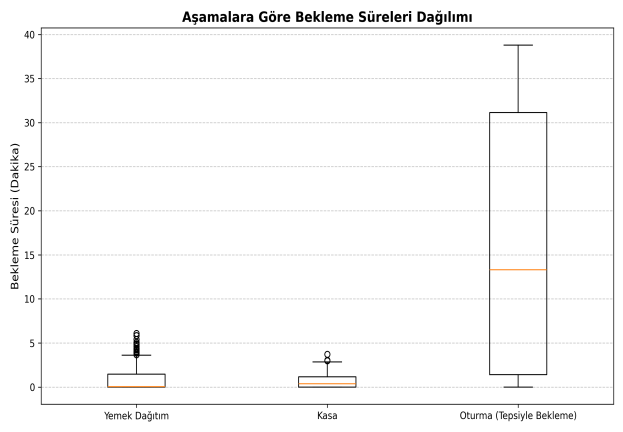 Aşamalara Göre Bekleme Süreleri Dağılımı
Bekleme Süresi (Dakika)
40
35
30
25
20
15
10
5
0
Yemek Dağıtım
Kasa
Oturma (Tepsiyle Bekleme)